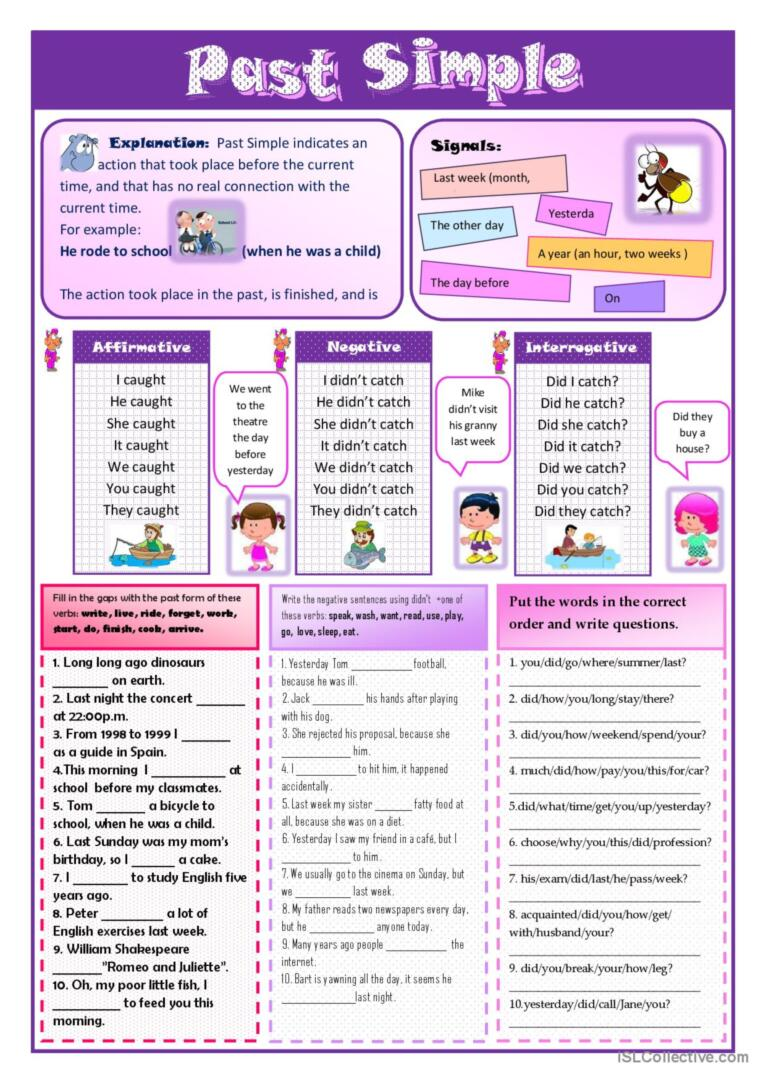 Past Simple
Explanation: Past Simple indicates an
action that took place before the current
time, and that has no real connection with the
current time.
For example:
He rode to school (when he was a child)
The action took place in the past, is finished, and is
Signals:
Last week (month,
The other day
Yesterda
A year (an hour, two weeks )
The day before
On
Affirmative
I caught
He caught
She caught
It caught
We caught
You caught
They caught
We went
to the
theatre
the day
before
yesterday
Negative
I didn't catch
He didn't catch
She didn't catch
It didn't catch
We didn't catch
You didn't catch
They didn't catch
Mike
didn't visit
his granny
last week
Interrogative
Did I catch?
Did he catch?
Did she catch?
Did it catch?
Did we catch?
Did you catch?
Did they catch?
Did they
buy a
house?
Fill in the gaps with the past form of these
verbs: write, live, ride, forget, work,
start, do, finish, cook, arrive.
1. Long long ago dinosaurs
________ on earth.
2. Last night the concert _______
at 22:00p.m.
3. From 1998 to 1999 I _______
as a guide in Spain.
4.This morning I ___________ at
school before my classmates.
5. Tom _______ a bicycle to
school, when he was a child.
6. Last Sunday was my mom's
birthday, so I ______ a cake.
7. I ________ to study English five
years ago.
8. Peter _________ a lot of
English exercises last week.
9. William Shakespeare
_______"Romeo and Juliette".
10. Oh, my poor little fish, I
__________ to feed you this
morning.
Write the negative sentences using didn't +one of
these verbs: speak, wash, want, read, use, play,
go, love, sleep, eat.
1. Yesterday Tom __________ football,
because he was ill.
2. Jack _________ his hands after playing
with his dog.
3. She rejected his proposal, because she
____________ him.
4. I __________ to hit him, it happened
accidentally.
5. Last week my sister ______ fatty food at
all, because she was on a diet.
6. Yesterday I saw my friend in a café, but I
____________ to him.
7. We usually go to the cinema on Sunday, but
we _________ last week.
8. My father reads two newspapers every day,
but he ___________ anyone today.
9. Many years ago people __________ the
internet.
10. Bart is yawning all the day, it seems he
____________last night.
Put the words in the correct
order and write questions.
1. you/did/go/where/summer/last?
2. did/how/you/long/stay/there?
3. did/you/how/weekend/spend/your?
4. much/did/how/pay/you/this/for/car?
5.did/what/time/get/you/up/yesterday?
6. choose/why/you/this/did/profession?
7. his/exam/did/last/he/pass/week?
8. acquainted/did/you/how/get/
with/husband/your?
9. did/you/break/your/how/leg?
10.yesterday/did/call/Jane/you?
iSLCollective.com